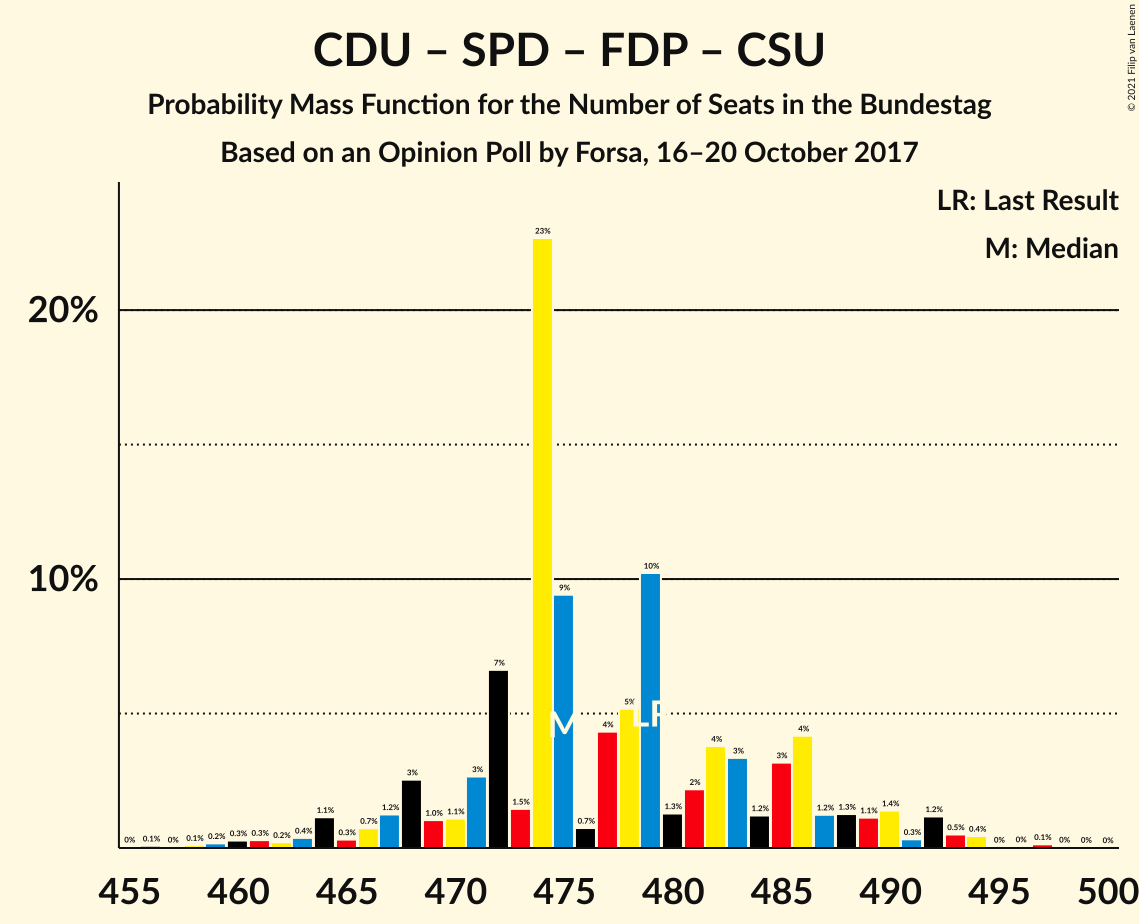 CDU – SPD – FDP – CSU
Probability Mass Function for the Number of Seats in the Bundestag
Based on an Opinion Poll by Forsa, 16–20 October 2017
© 2021 Filip van Laenen
LR: Last Result
M: Median
20%
10%
0% 0.1% 0% 0.1% 0.2% 0.3% 0.3% 0.2% 0.4% 1.1% 0.3% 0.7% 1.2% 3% 1.0% 1.1% 3% 7% 1.5% 23% 9% 0.7% 4% 5% 10% 1.3% 2% 4% 3% 1.2% 3% 4% 1.2% 1.3% 1.1% 1.4% 0.3% 1.2% 0.5% 0.4% 0% 0% 0.1% 0% 0% 0%
M LR
455 460 465 470 475 480 485 490 495 500